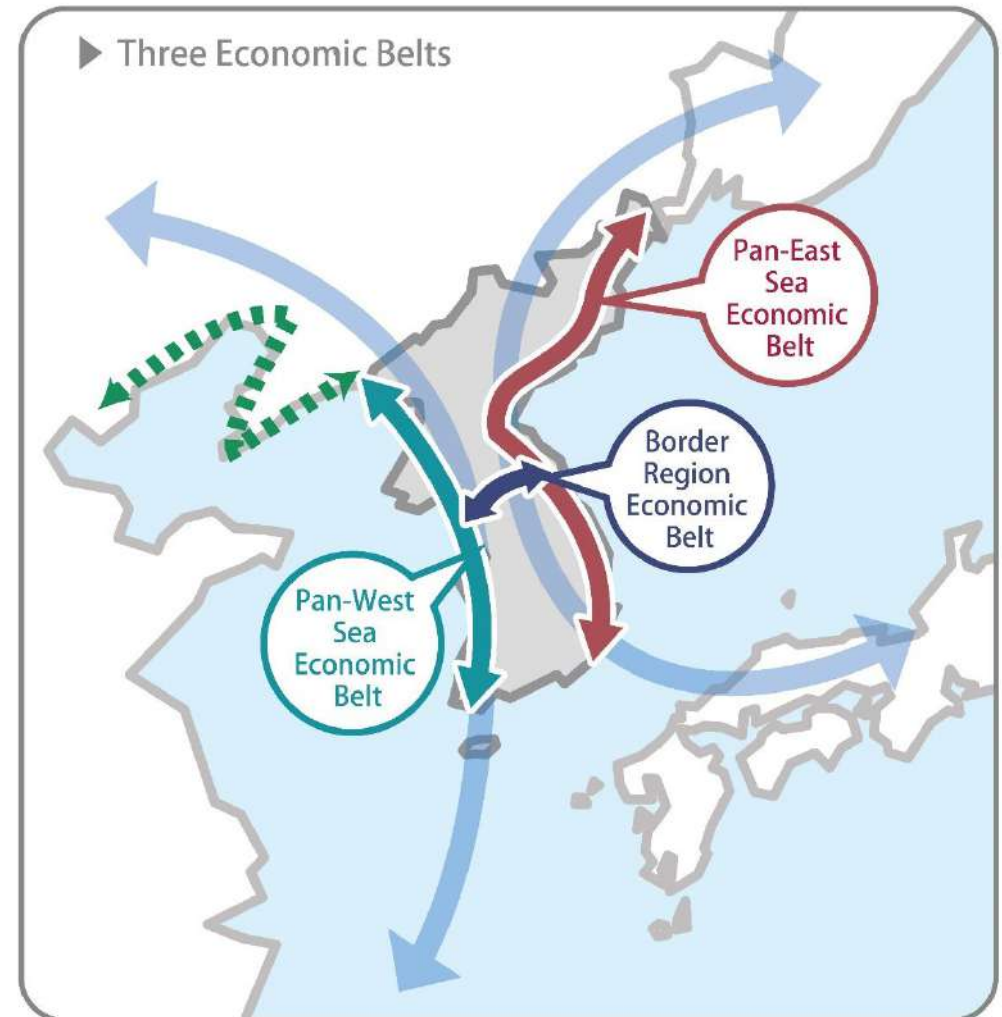 ▶ Three Economic Belts
Pan-East
Sea
Economic
Belt
Border
Region
Economic
Belt
Pan-West
Sea
Economic
Belt